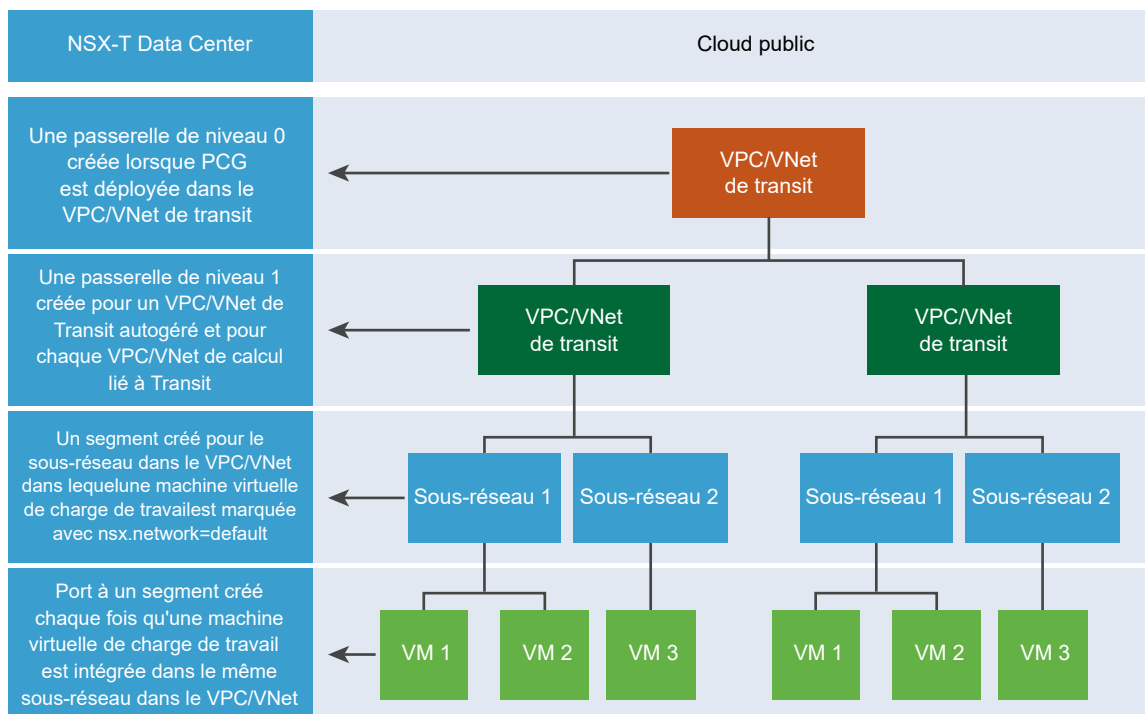 NSX-T Data Center
Cloud public
Une passerelle de niveau 0
créée lorsque PCG
est déployée dans le
VPC/VNet de transit
VPC/VNet
de transit
Une passerelle de niveau 1
créée pour un VPC/VNet de
Transit autogéré et pour
chaque VPC/VNet de calcul
lié à Transit
VPC/VNet
de transit
VPC/VNet
de transit
Un segment créé pour le
sous-réseau dans le VPC/VNet
dans lequelune machine virtuelle
de charge de travailest marquée
avec nsx.network=default
Sous-réseau 1
Sous-réseau 2
Sous-réseau 1
Sous-réseau 2
Port à un segment créé
chaque fois qu'une machine
virtuelle de charge de travail
est intégrée dans le même
sous-réseau dans le VPC/VNet
VM 1
VM 2
VM 3
VM 1
VM 2
VM 3